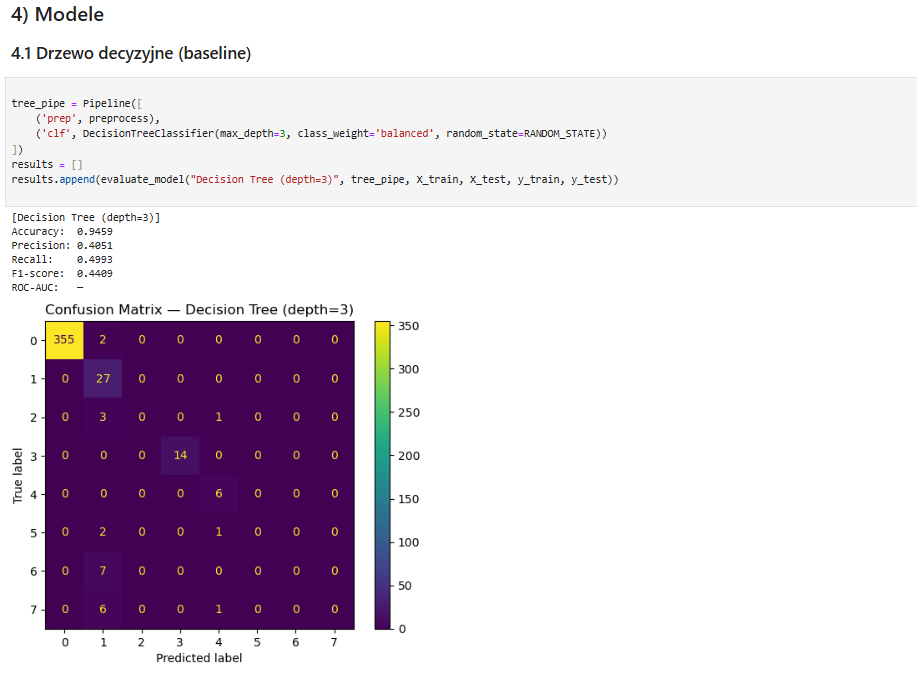 4) Modele
4.1 Drzewo decyzyjne (baseline)
tree_pipe = Pipeline([
    ('prep', preprocess),
    ('clf', DecisionTreeClassifier(max_depth=3, class_weight='balanced', random_state=RANDOM_STATE))
])
results = []
results.append(evaluate_model("Decision Tree (depth=3)", tree_pipe, X_train, X_test, y_train, y_test))
[Decision Tree (depth=3)]
Accuracy:  0.9459
Precision: 0.4051
Recall:    0.4993
F1-score:  0.4409
ROC-AUC:   —
Confusion Matrix — Decision Tree (depth=3)
0 355 2 0 0 0 0 0 0
1 0 27 0 0 0 0 0 0
2 0 3 0 0 1 0 0 0
3 0 0 0 14 0 0 0 0
4 0 0 0 0 6 0 0 0
5 0 2 0 0 1 0 0 0
6 0 7 0 0 0 0 0 0
7 0 6 0 0 1 0 0 0
0 1 2 3 4 5 6 7
True label
Predicted label
350
300
250
200
150
100
50
0